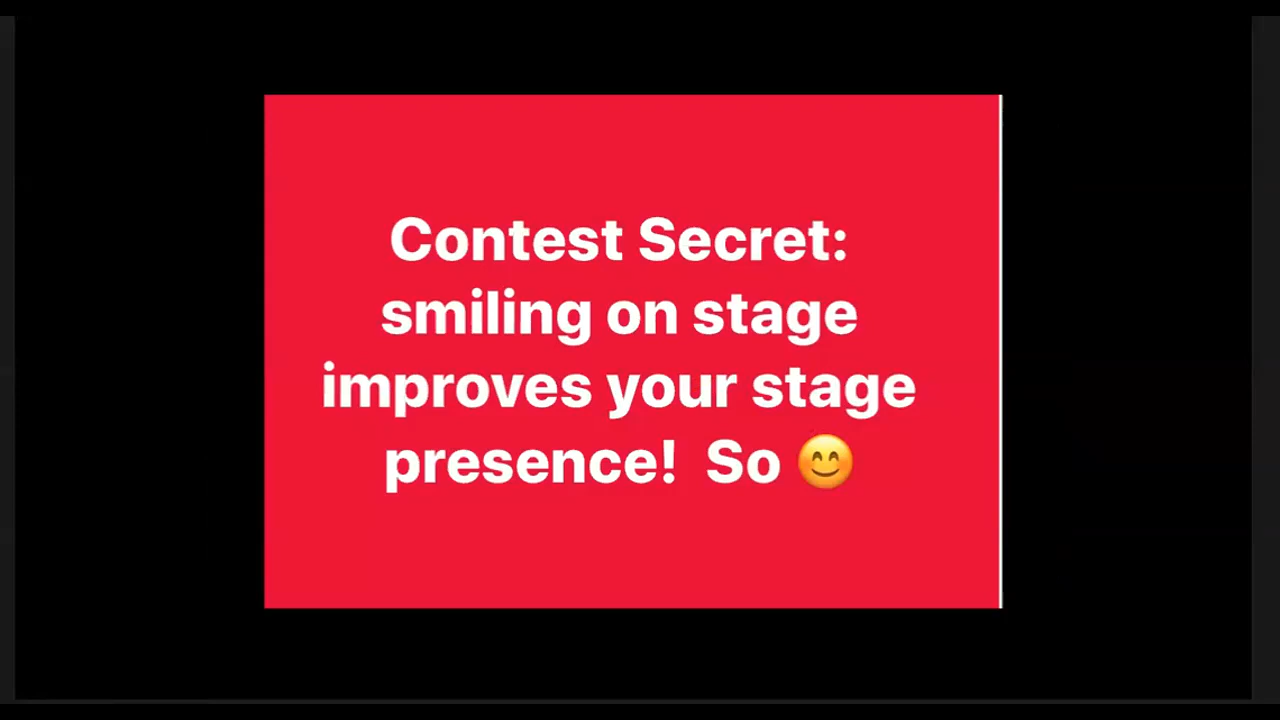 Contest Secret:
smiling on stage
improves your stage
presence!  So 😊